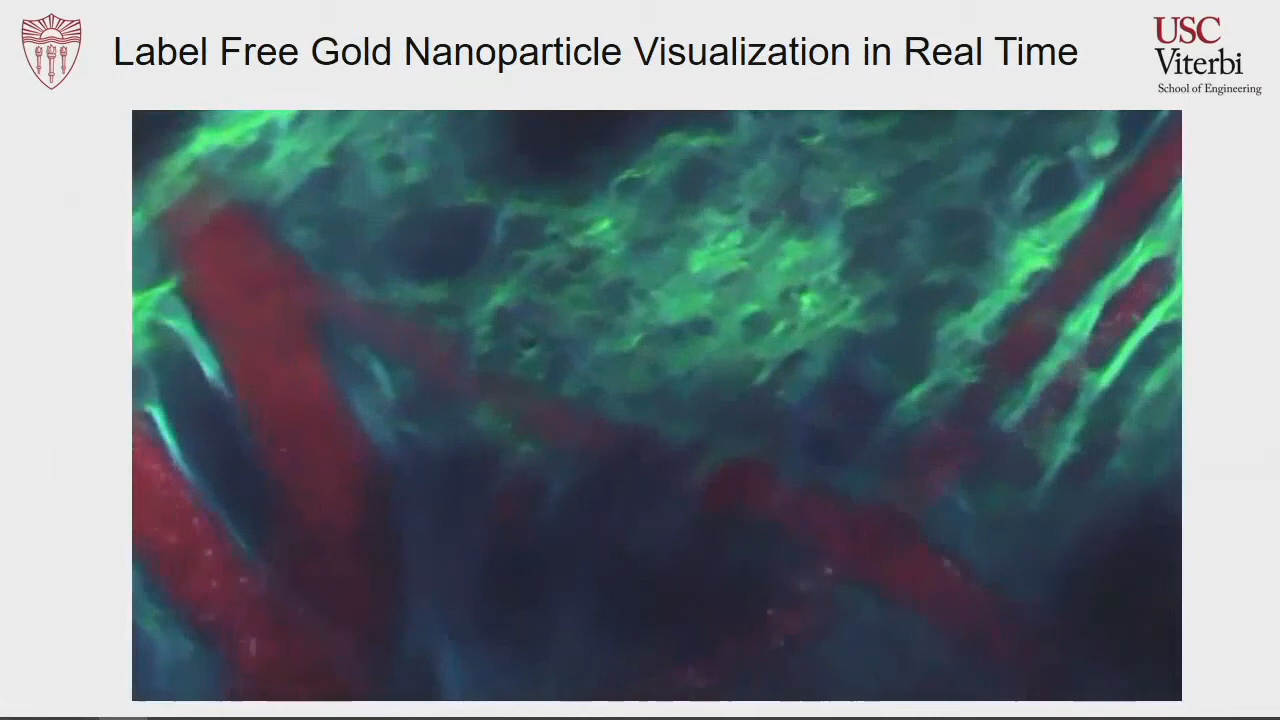 Label Free Gold Nanoparticle Visualization in Real Time
USC
Viterbi
School of Engineering